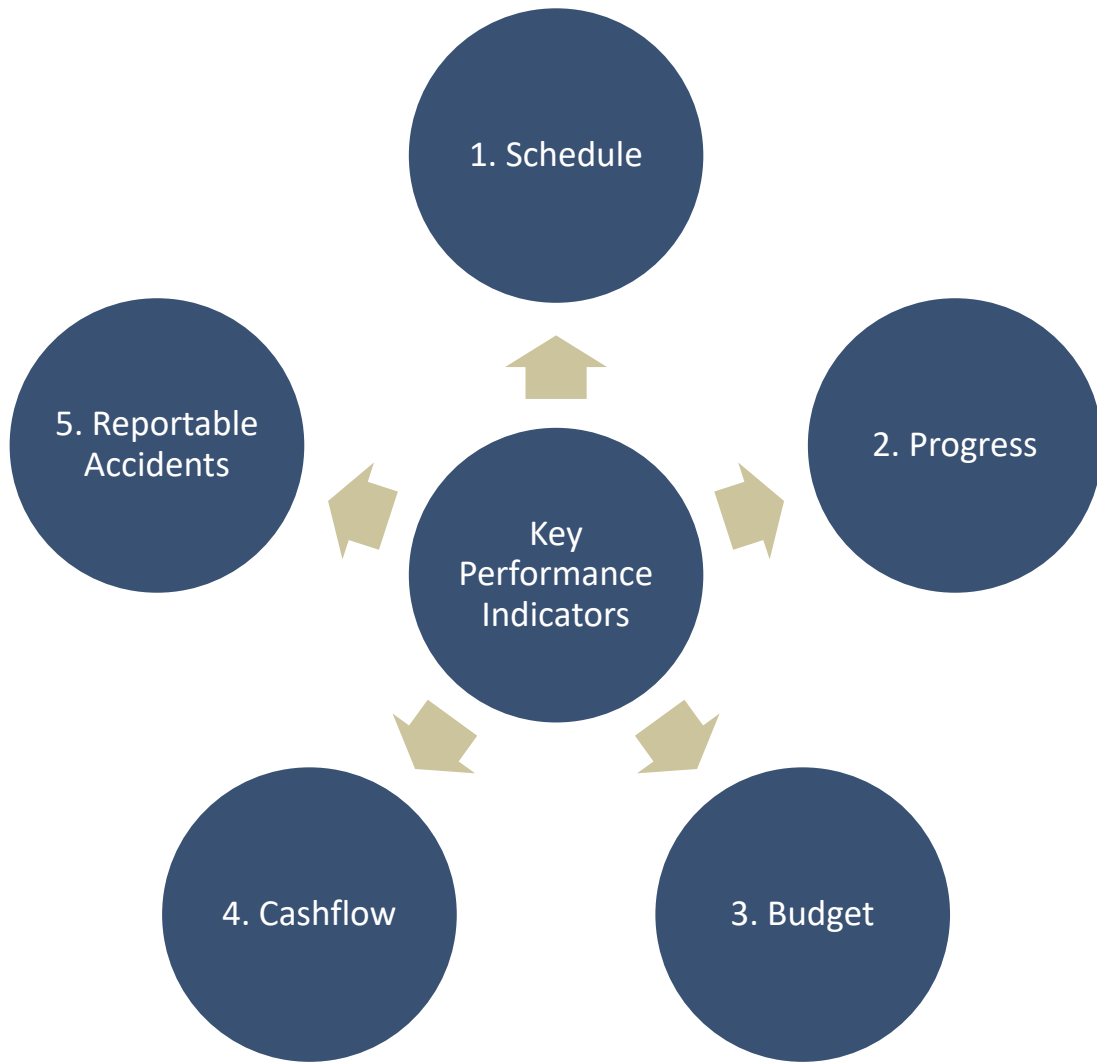 1. Schedule
2. Progress
3. Budget
4. Cashflow
5. Reportable
Accidents
Key
Performance
Indicators